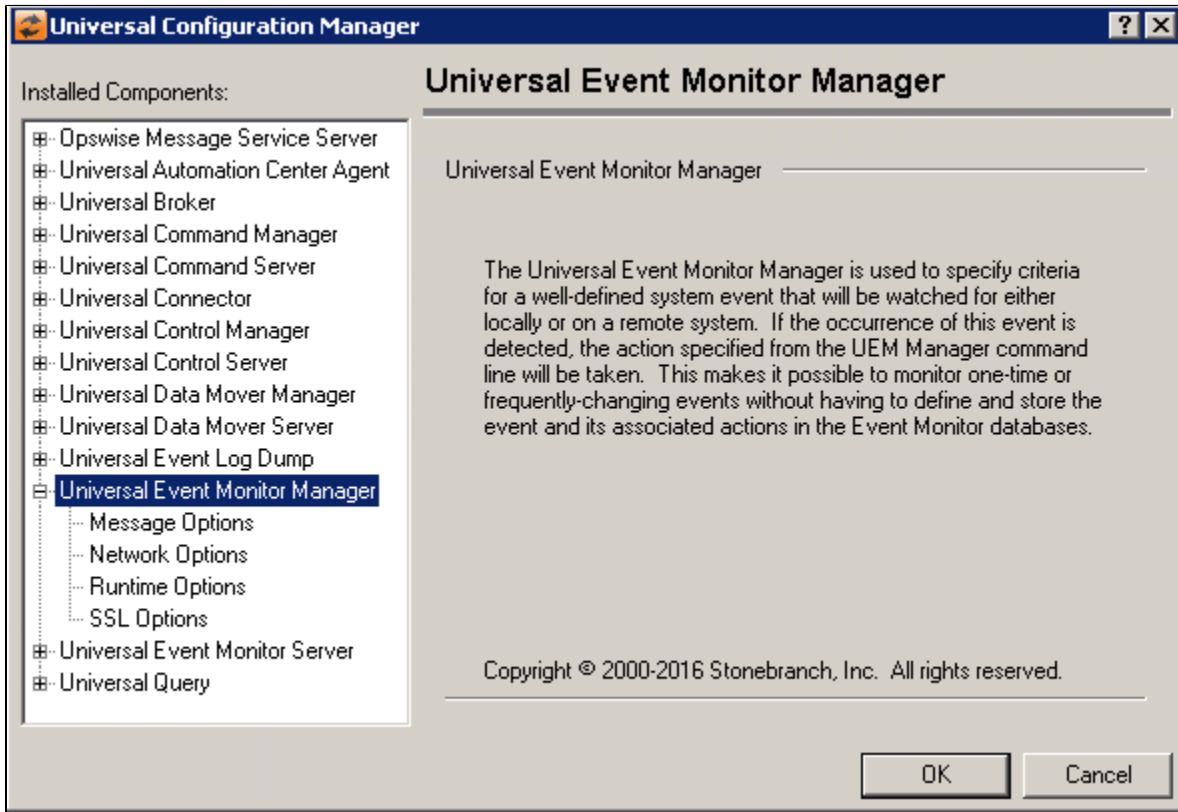 Universal Configuration Manager
Installed Components:
Opswise Message Service Server
Universal Automation Center Agent
Universal Broker
Universal Command Manager
Universal Command Server
Universal Connector
Universal Control Manager
Universal Control Server
Universal Data Mover Manager
Universal Data Mover Server
Universal Event Log Dump
Universal Event Monitor Manager
Message Options
Network Options
Runtime Options
SSL Options
Universal Event Monitor Server
Universal Query
Universal Event Monitor Manager
Universal Event Monitor Manager
The Universal Event Monitor Manager is used to specify criteria
for a well-defined system event that will be watched for either
locally or on a remote system.  If the occurrence of this event is
detected, the action specified from the UEM Manager command
line will be taken.  This makes it possible to monitor one-time or
frequently-changing events without having to define and store the
event and its associated actions in the Event Monitor databases.
Copyright © 2000-2016 Stonebranch, Inc.  All rights reserved.
OK
Cancel